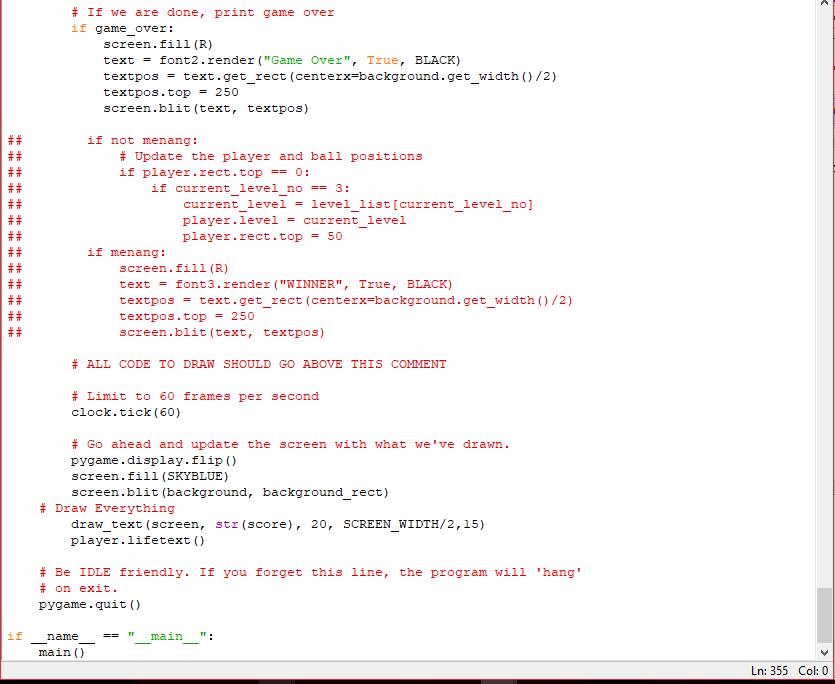 # If we are done, print game over
        if game_over:
            screen.fill(R)
            text = font2.render("Game Over", True, BLACK)
            textpos = text.get_rect(centerx=background.get_width()/2)
            textpos.top = 250
            screen.blit(text, textpos)

##        if not menang:
##            # Update the player and ball positions
##            if player.rect.top == 0:
##                if current_level_no == 3:
##                    current_level = level_list[current_level_no]
##                    player.level = current_level
##                    player.rect.top = 50
##        if menang:
##            screen.fill(R)
##            text = font3.render("WINNER", True, BLACK)
##            textpos = text.get_rect(centerx=background.get_width()/2)
##            textpos.top = 250
##            screen.blit(text, textpos)

        # ALL CODE TO DRAW SHOULD GO ABOVE THIS COMMENT

        # Limit to 60 frames per second
        clock.tick(60)

        # Go ahead and update the screen with what we've drawn.
        pygame.display.flip()
        screen.fill(SKYBLUE)
        screen.blit(background, background_rect)
    # Draw Everything
        draw_text(screen, str(score), 20, SCREEN_WIDTH/2,15)
        player.lifetext()

    # Be IDLE friendly. If you forget this line, the program will 'hang'
    # on exit.
    pygame.quit()

if __name__ == "__main__":
    main()
Ln: 355 Col: 0